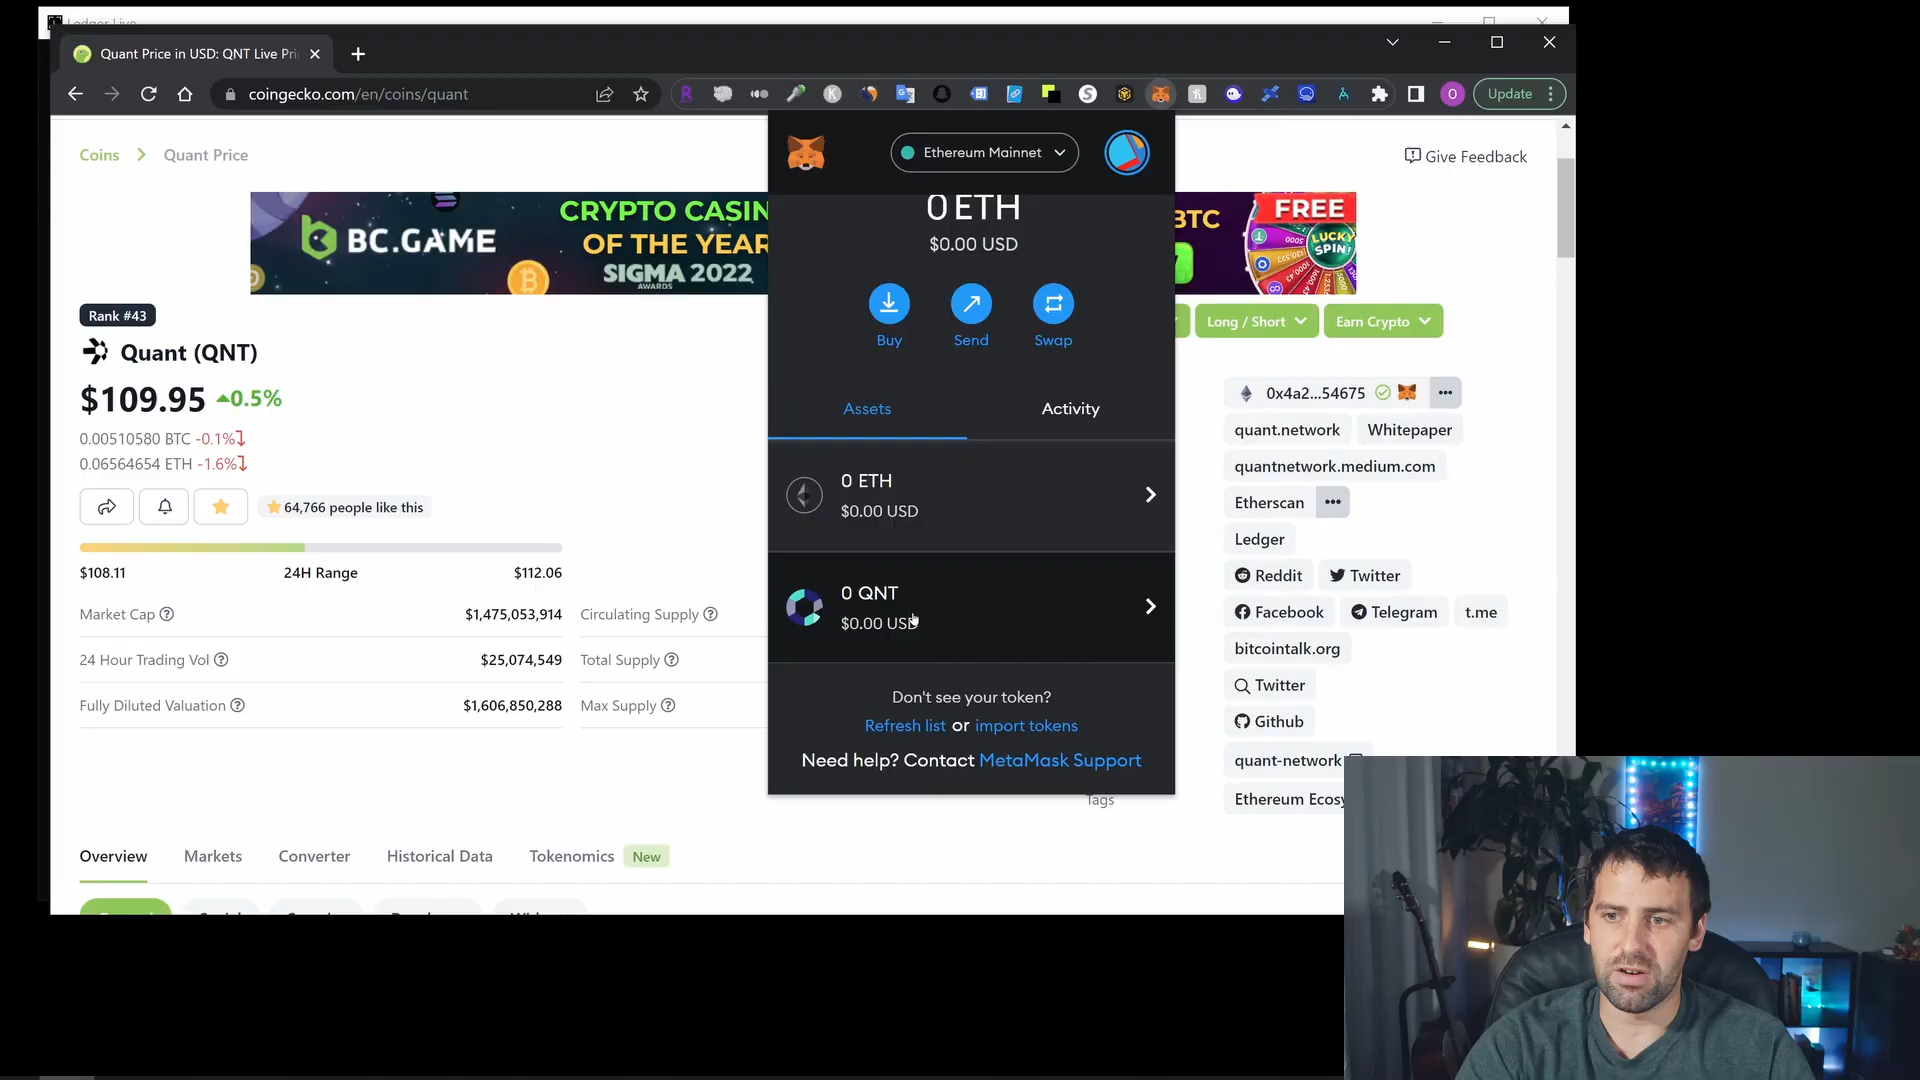 Ledger Live
Quant Price in USD: QNT Live Pri
coingecko.com/en/coins/quant
Update
Coins > Quant Price
Give Feedback
BC.GAME
CRYPTO CASIN
OF THE YEAR
SIGMA 2022
AWARDS
BTC
FREE
LUCKY
SPIN!
Rank #43
Quant (QNT)
$109.95 0.5%
0.00510580 BTC -0.1%
0.06564654 ETH -1.6%
64,766 people like this
$108.11 24H Range $112.06
Market Cap $1,475,053,914
24 Hour Trading Vol $25,074,549
Fully Diluted Valuation $1,606,850,288
Circulating Supply
Total Supply
Max Supply
Ethereum Mainnet
0 ETH
$0.00 USD
Buy Send Swap
Assets Activity
0 ETH
$0.00 USD
0 QNT
$0.00 USD
Don't see your token?
Refresh list or import tokens
Need help? Contact MetaMask Support
Tags
Long / Short Earn Crypto
0x4a2...54675
quant.network Whitepaper
quantnetwork.medium.com
Etherscan
Ledger
Reddit Twitter
Facebook Telegram t.me
bitcointalk.org
Twitter
Github
quant-network
Ethereum Ecosy
Overview Markets Converter Historical Data Tokenomics New